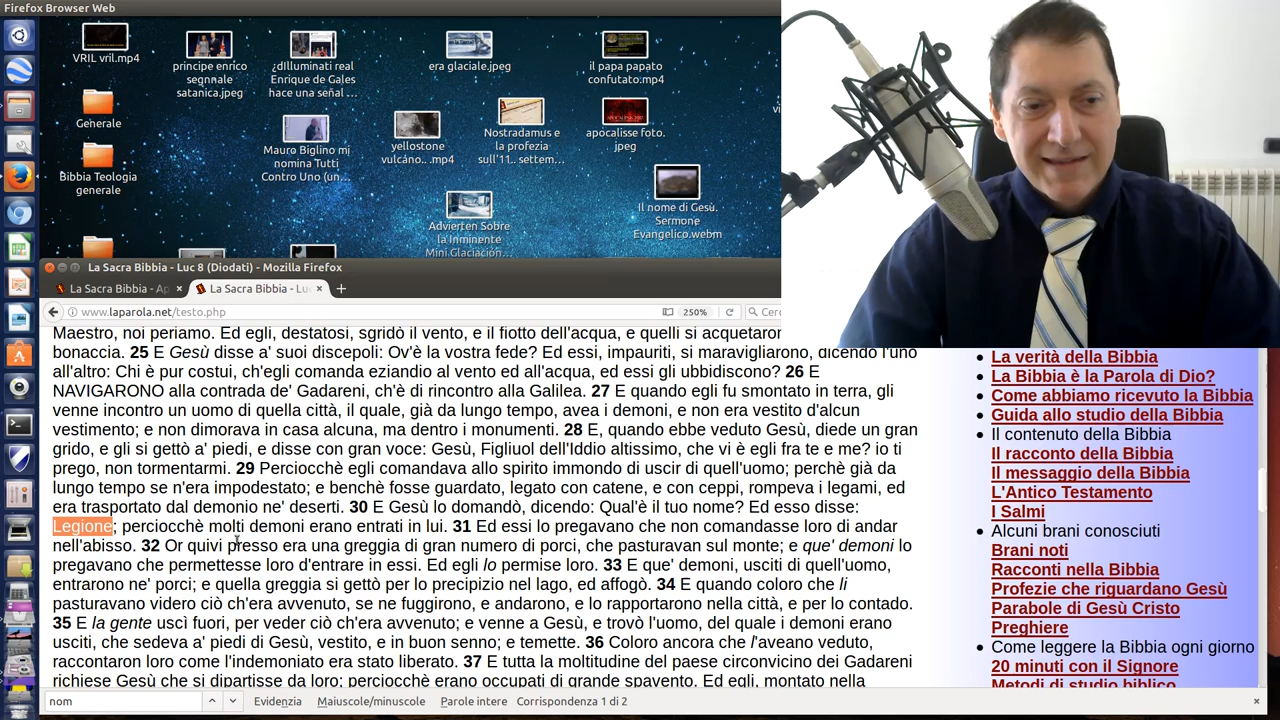 Firefox Browser Web
VRIL vril.mp4
principe enrico
segnnale
satanica.jpeg
¿dIlluminati real
Enrique de Gales
hace una señal ...
era glaciale.jpeg
il papa papato
confutato:mp4
Generale
Mauro Biglino mi
nomina Tutti
Contro Uno (un...
yellostone
vulcáno.. .mp4
Nostradamus e
la profezia
sull'11.. settem...
apocalisse foto.
jpeg
Bibbia Teologia
generale
Advierten Sobre
la Inminente
Mini Glaciación...
Il nome di Gesù.
Sermone
Evangelico.webm
La Sacra Bibbia - Luc 8 (Diodati) - Mozilla Firefox
La Sacra Bibbia - Ap
La Sacra Bibbia - Lu
www.laparola.net/testo.php
250%
Cerc
Maestro, noi periamo. Ed egli, destatosi, sgridò il vento, e il fiotto dell'acqua, e quelli si acquetaron
bonaccia. 25 E Gesù disse a' suoi discepoli: Ov'è la vostra fede? Ed essi, impauriti, si maravigliarono, dicendo l'uno
all'altro: Chi è pur costui, ch'egli comanda eziandio al vento ed all'acqua, ed essi gli ubbidiscono? 26 E
NAVIGARONO alla contrada de' Gadareni, ch'è di rincontro alla Galilea. 27 E quando egli fu smontato in terra, gli
venne incontro un uomo di quella città, il quale, già da lungo tempo, avea i demoni, e non era vestito d'alcun
vestimento; e non dimorava in casa alcuna, ma dentro i monumenti. 28 E, quando ebbe veduto Gesù, diede un gran
grido, e gli si gettò a' piedi, e disse con gran voce: Gesù, Figliuol dell'Iddio altissimo, che vi è egli fra te e me? io ti
prego, non tormentarmi. 29 Perciocchè egli comandava allo spirito immondo di uscir di quell'uomo; perchè già da
lungo tempo se n'era impodestato; e benchè fosse guardato, legato con catene, e con ceppi, rompeva i legami, ed
era trasportato dal demonio ne' deserti. 30 E Gesù lo domandò, dicendo: Qual'è il tuo nome? Ed esso disse:
Legione; perciocchè molti demoni erano entrati in lui. 31 Ed essi lo pregavano che non comandasse loro di andar
nell'abisso. 32 Or quivi presso era una greggia di gran numero di porci, che pasturavan sul monte; e que' demoni lo
pregavano che permettesse loro d'entrare in essi. Ed egli lo permise loro. 33 E que' demoni, usciti di quell'uomo,
entrarono ne' porci; e quella greggia si gettò per lo precipizio nel lago, ed affogò. 34 E quando coloro che li
pasturavano videro ciò ch'era avvenuto, se ne fuggirono, e andarono, e lo rapportarono nella città, e per lo contado.
35 E la gente uscì fuori, per veder ciò ch'era avvenuto; e venne a Gesù, e trovò l'uomo, del quale i demoni erano
usciti, che sedeva a' piedi di Gesù, vestito, e in buon senno; e temette. 36 Coloro ancora che l'aveano veduto,
raccontaron loro come l'indemoniato era stato liberato. 37 E tutta la moltitudine del paese circonvicino dei Gadareni
richiese Gesù che si dipartisse da loro; perciocchè erano occupati di grande spavento. Ed egli, montato nella
La verità della Bibbia
La Bibbia è la Parola di Dio?
Come abbiamo ricevuto la Bibbia
Guida allo studio della Bibbia
Il contenuto della Bibbia
Il racconto della Bibbia
Il messaggio della Bibbia
L'Antico Testamento
I Salmi
Alcuni brani conosciuti
Brani noti
Racconti nella Bibbia
Profezie che riguardano Gesù
Parabole di Gesù Cristo
Preghiere
Come leggere la Bibbia ogni giorno
20 minuti con il Signore
Metodi di studio biblico
nom
Evidenzia
Maiuscole/minuscole
Parole intere
Corrispondenza 1 di 2